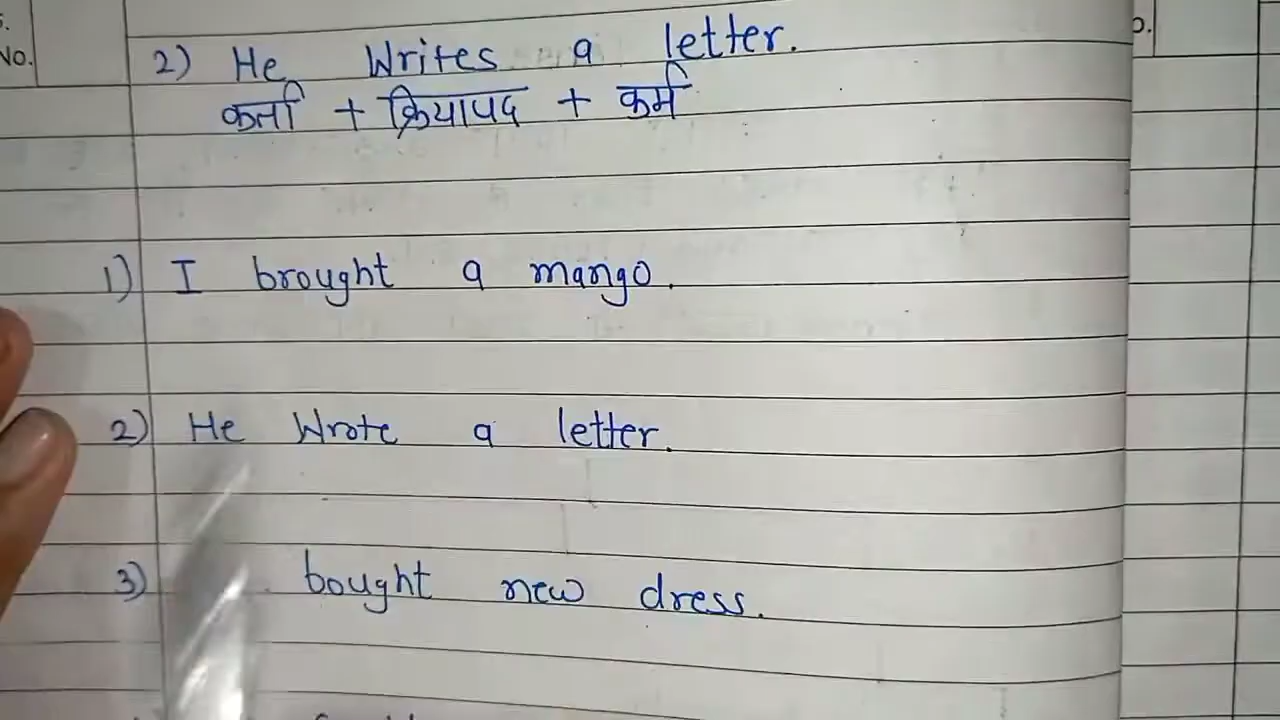 No.
2) He Writes a letter.
कर्ता + क्रियापद + कर्म
1) I brought a mango.
2) He Wrote a letter.
3) bought new dress.